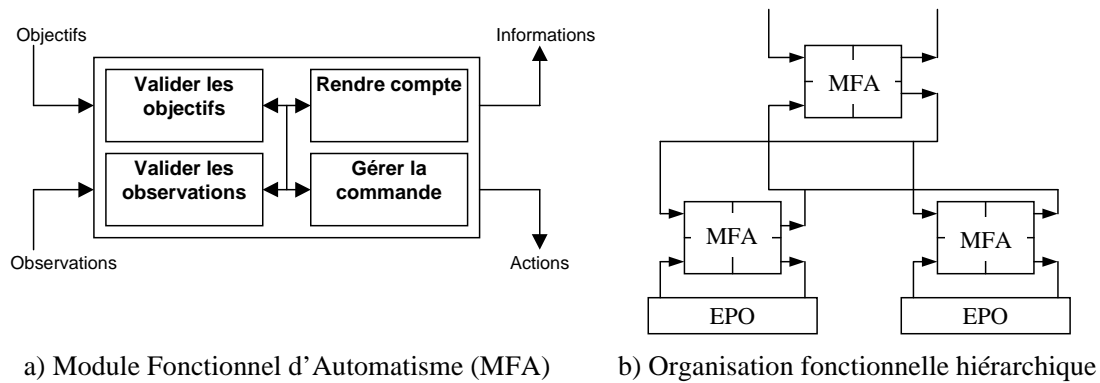 Objectifs
Informations
Valider les
objectifs
Rendre compte
Valider les
observations
Gérer la
commande
Observations
Actions
a) Module Fonctionnel d'Automatisme (MFA)
MFA
MFA
MFA
EPO
EPO
b) Organisation fonctionnelle hiérarchique